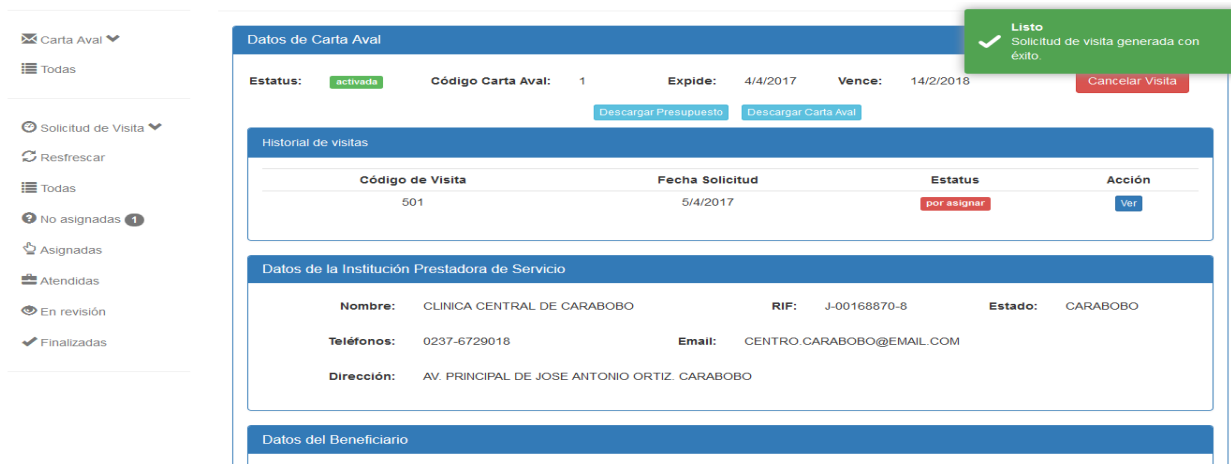 Carta Aval
Todas
Solicitud de Visita
Resfrescar
Todas
No asignadas 1
Asignadas
Atendidas
En revisión
Finalizadas
Datos de Carta Aval
Listo
Solicitud de visita generada con
éxito.
Estatus: activada Código Carta Aval: 1 Expide: 4/4/2017 Vence: 14/2/2018 Cancelar Visita
Descargar Presupuesto Descargar Carta Aval
Historial de visitas
Código de Visita Fecha Solicitud Estatus Acción
501 5/4/2017 por asignar Ver
Datos de la Institución Prestadora de Servicio
Nombre: CLINICA CENTRAL DE CARABOBO RIF: J-00168870-8 Estado: CARABOBO
Teléfonos: 0237-6729018 Email: CENTRO.CARABOBO@EMAIL.COM
Dirección: AV. PRINCIPAL DE JOSE ANTONIO ORTIZ. CARABOBO
Datos del Beneficiario